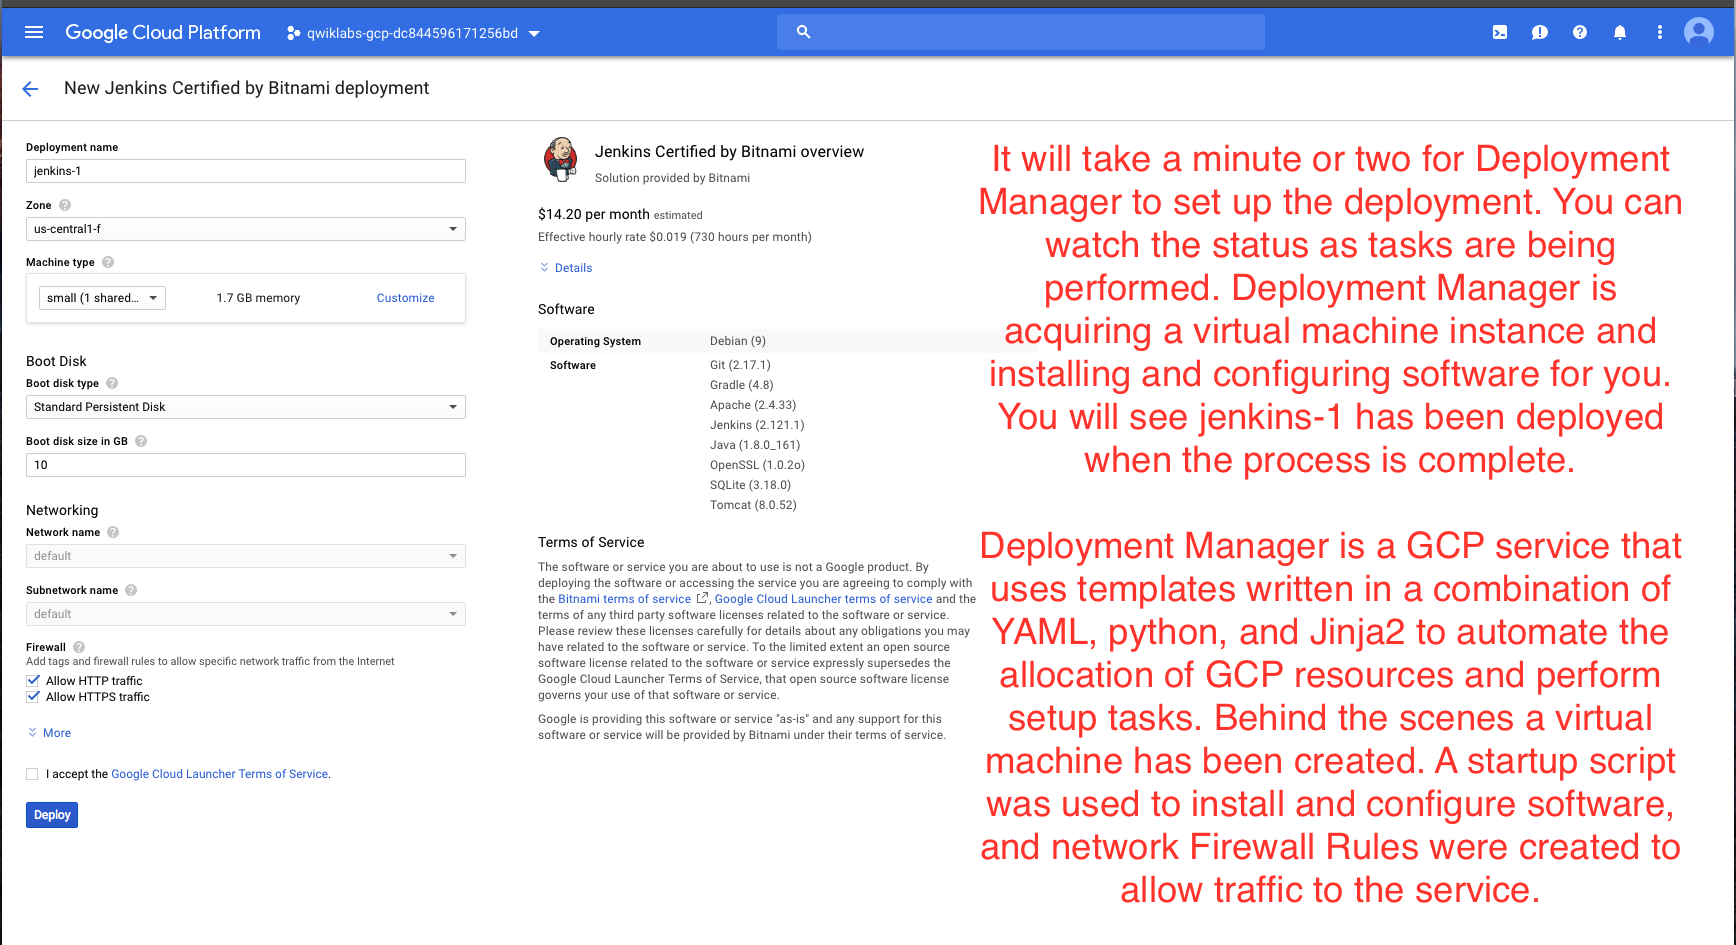 Google Cloud Platform
qwiklabs-gcp-dc844596171256bd
New Jenkins Certified by Bitnami deployment
Deployment name
jenkins-1
Zone
us-central1-f
Machine type
small (1 shared...
1.7 GB memory
Customize
Boot Disk
Boot disk type
Standard Persistent Disk
Boot disk size in GB
10
Networking
Network name
default
Subnetwork name
default
Firewall
Add tags and firewall rules to allow specific network traffic from the Internet
Allow HTTP traffic
Allow HTTPS traffic
More
I accept the Google Cloud Launcher Terms of Service.
Deploy
Jenkins Certified by Bitnami overview
Solution provided by Bitnami
$14.20 per month estimated
Effective hourly rate $0.019 (730 hours per month)
Details
Software
Operating System Debian (9)
Software Git (2.17.1)
Gradle (4.8)
Apache (2.4.33)
Jenkins (2.121.1)
Java (1.8.0_161)
OpenSSL (1.0.2o)
SQLite (3.18.0)
Tomcat (8.0.52)
Terms of Service
The software or service you are about to use is not a Google product. By
deploying the software or accessing the service you are agreeing to comply with
the Bitnami terms of service , Google Cloud Launcher terms of service and the
terms of any third party software licenses related to the software or service.
Please review these licenses carefully for details about any obligations you may
have related to the software or service. To the limited extent an open source
software license related to the software or service expressly supersedes the
Google Cloud Launcher Terms of Service, that open source software license
governs your use of that software or service.
Google is providing this software or service "as-is" and any support for this
software or service will be provided by Bitnami under their terms of service.
It will take a minute or two for Deployment
Manager to set up the deployment. You can
watch the status as tasks are being
performed. Deployment Manager is
acquiring a virtual machine instance and
installing and configuring software for you.
You will see jenkins-1 has been deployed
when the process is complete.
Deployment Manager is a GCP service that
uses templates written in a combination of
YAML, python, and Jinja2 to automate the
allocation of GCP resources and perform
setup tasks. Behind the scenes a virtual
machine has been created. A startup script
was used to install and configure software,
and network Firewall Rules were created to
allow traffic to the service.